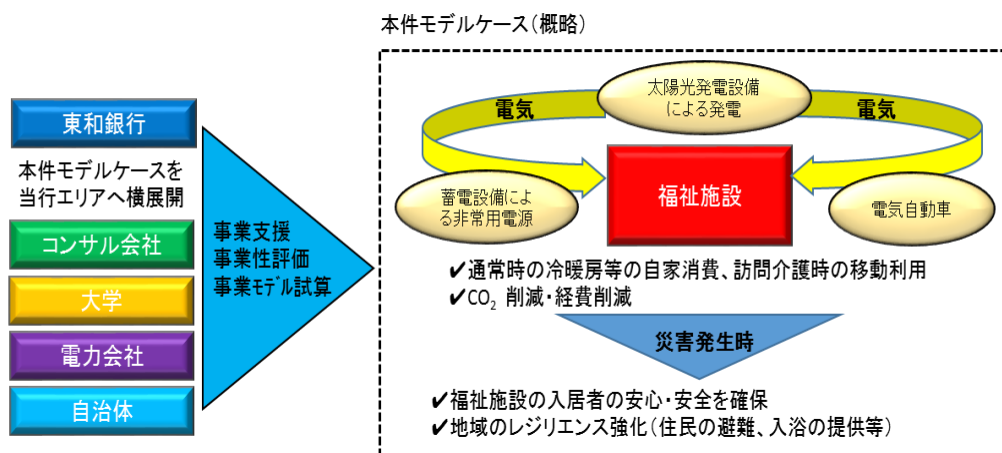 本件モデルケース(概略)
東和銀行
本件モデルケースを
当行エリアへ横展開
コンサル会社
大学
電力会社
自治体
事業支援
事業性評価
事業モデル試算
太陽光発電設備
による発電
電気
電気
蓄電設備によ
る非常用電源
福祉施設
電気自動車
✔通常時の冷暖房等の自家消費、訪問介護時の移動利用
✔CO₂ 削減・経費削減
災害発生時
✔福祉施設の入居者の安心・安全を確保
✔地域のレジリエンス強化(住民の避難、入浴の提供等)